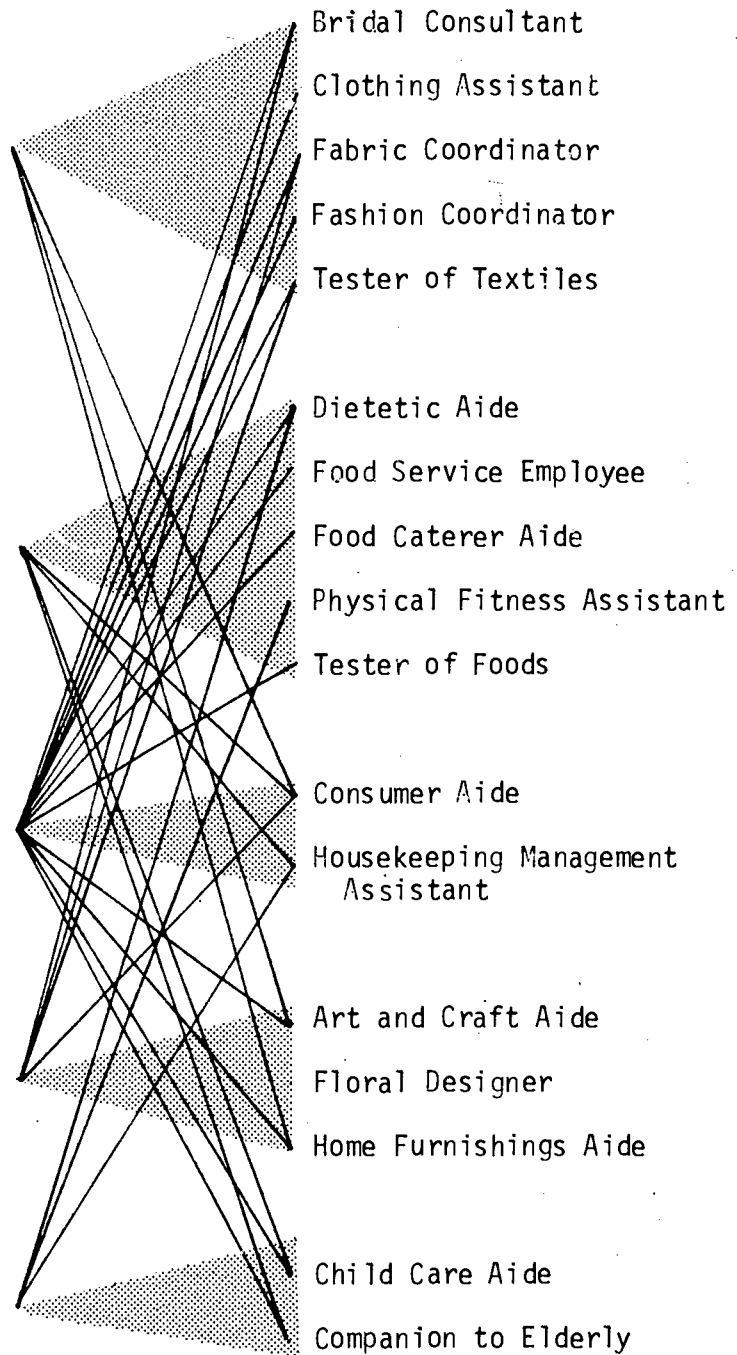 Bridal Consultant
Clothing Assistant
Fabric Coordinator
Fashion Coordinator
Tester of Textiles
Dietetic Aide
Food Service Employee
Food Caterer Aide
Physical Fitness Assistant
Tester of Foods
Consumer Aide
Housekeeping Management
Assistant
Art and Craft Aide
Floral Designer
Home Furnishings Aide
Child Care Aide
Companion to Elderly